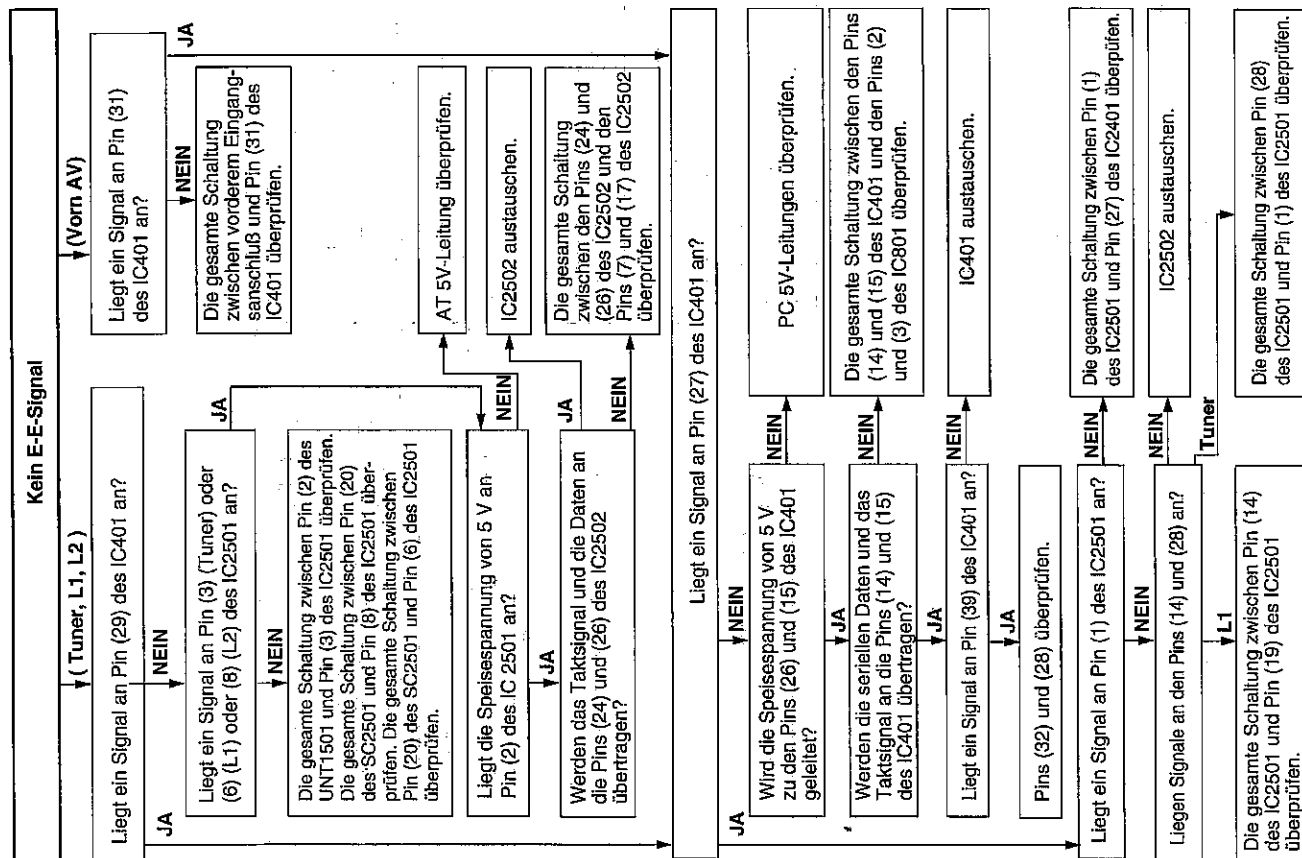 Kein E-E-Signal
( Tuner, L1, L2)
(Vorn AV)
Liegt ein Signal an Pin (29) des IC401 an?
Liegt ein Signal an Pin (31)
des IC401 an?
JA
NEIN
NEIN
JA
Liegt ein Signal an Pin (3) (Tuner) oder
(6) (L1) oder (8) (L2) des IC2501 an?
JA
NEIN
Die gesamte Schaltung
zwischen vorderem Eingang-
sanschluß und Pin (31) des
IC401 überprüfen.
Die gesamte Schaltung zwischen Pin (2) des
UNT1501 und Pin (3) des IC2501 überprüfen.
Die gesamte Schaltung zwischen Pin (20)
des SC2501 und Pin (8) des IC2501 über-
prüfen. Die gesamte Schaltung zwischen
Pin (20) des SC2501 und Pin (6) des IC2501
überprüfen.
Liegt die Speisespannung von 5 V an
Pin (2) des IC 2501 an?
NEIN
AT 5V-Leitung überprüfen.
JA
Werden das Taktsignal und die Daten an
die Pins (24) und (26) des IC2502
übertragen?
JA
IC2502 austauschen.
NEIN
Die gesamte Schaltung
zwischen den Pins (24) und
(26) des IC2502 und den
Pins (7) und (17) des IC2502
überprüfen.
Liegt ein Signal an Pin (27) des IC401 an?
JA
NEIN
Wird die Speisespannung von 5 V
zu den Pins (26) und (15) des IC401
geleitet?
NEIN
PC 5V-Leitungen überprüfen.
JA
Werden die seriellen Daten und das
Taktsignal an die Pins (14) und (15)
des IC401 übertragen?
NEIN
Die gesamte Schaltung zwischen den Pins
(14) und (15) des IC401 und den Pins (2)
und (3) des IC801 überprüfen.
JA
Liegt ein Signal an Pin (39) des IC401 an?
NEIN
IC401 austauschen.
JA
Pins (32) und (28) überprüfen.
Liegt ein Signal an Pin (1) des IC2501 an?
NEIN
Die gesamte Schaltung zwischen Pin (1)
des IC2501 und Pin (27) des IC2401 überprüfen.
NEIN
Liegen Signale an den Pins (14) und (28) an?
NEIN
IC2502 austauschen.
L1
(Tuner
Die gesamte Schaltung zwischen Pin (14)
des IC2501 und Pin (19) des IC2501
überprüfen.
Die gesamte Schaltung zwischen Pin (28)
des IC2501 und Pin (1) des IC2501 überprüfen.